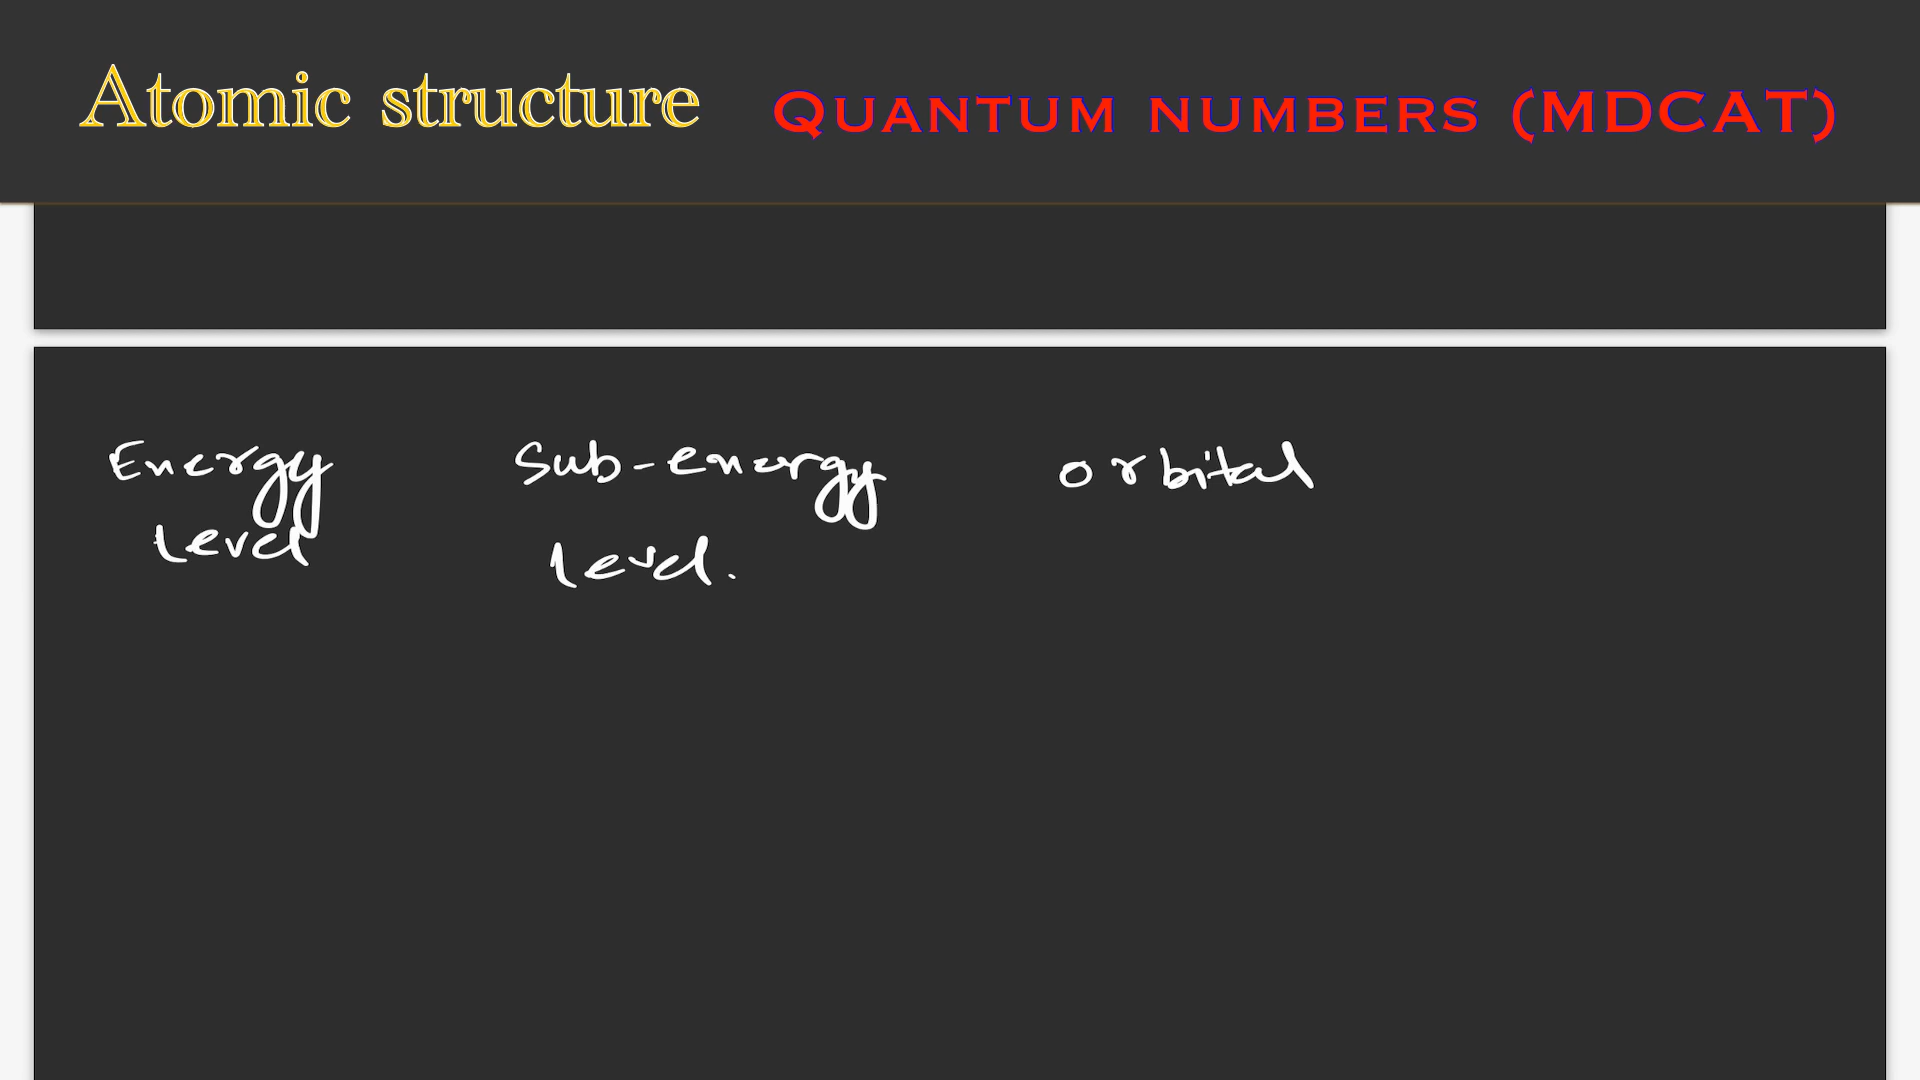 Atomic structure QUANTUM NUMBERS (MDCAT)
Energy Sub-energy orbital
level level.